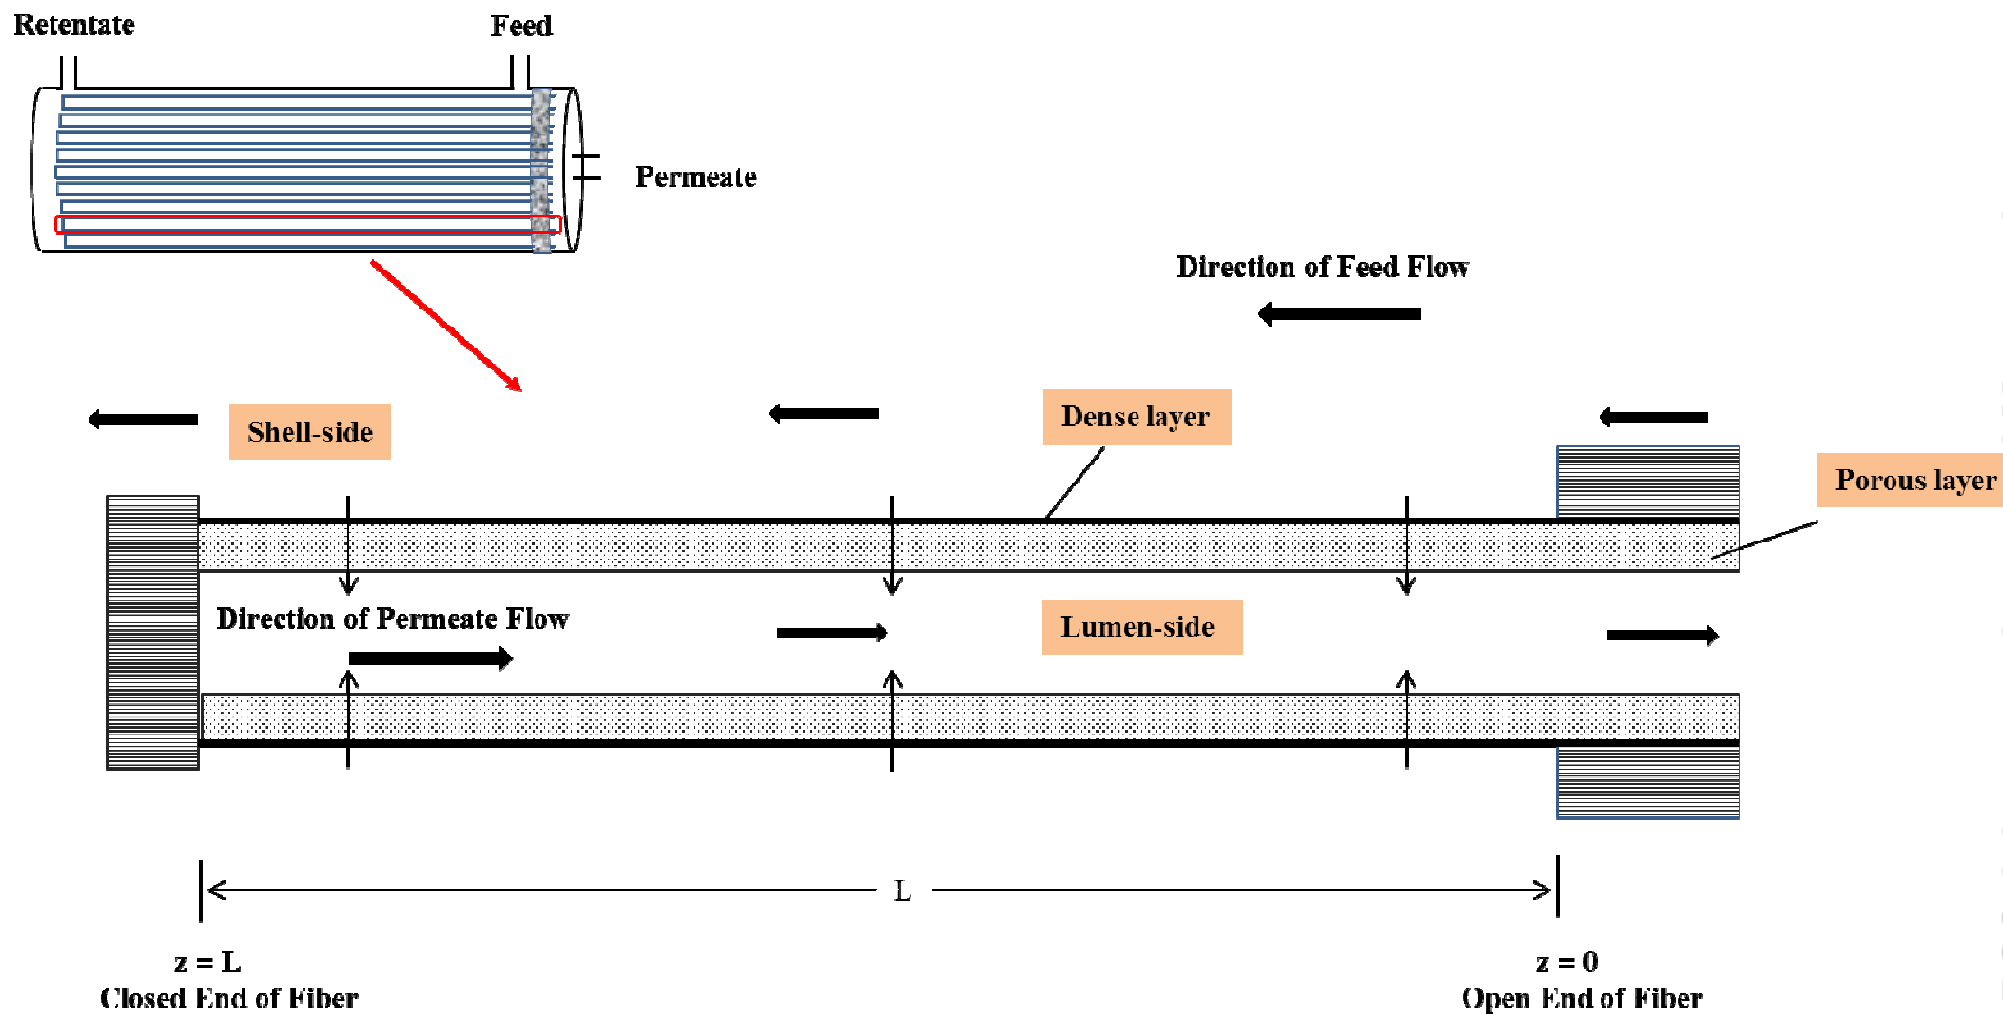 Retentate
Feed
Permeate
Direction of Feed Flow
Shell-side
Dense layer
Porous layer
Direction of Permeate Flow
Lumen-side
L
z = L
Closed End of Fiber
z = 0
Open End of Fiber